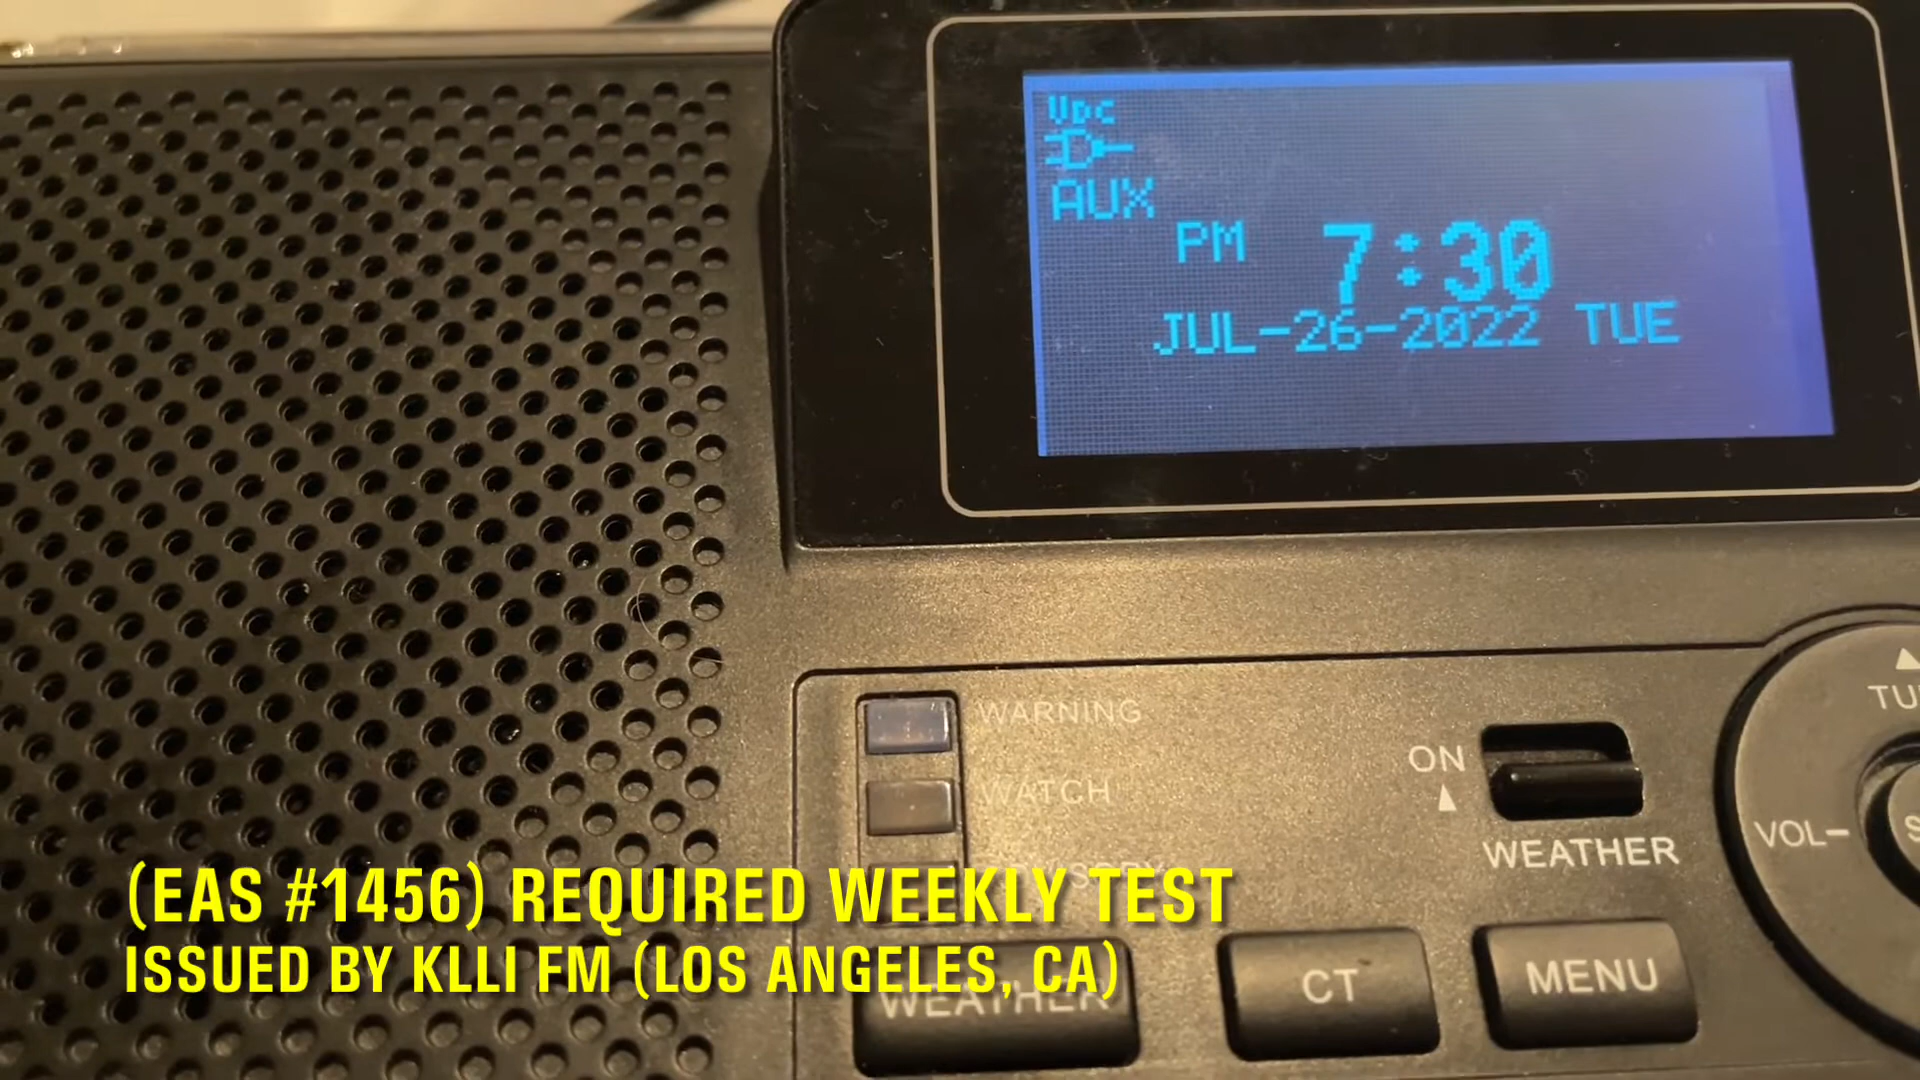 VDC
AUX
PM 7:30
JUL-26-2022 TUE
WARNING
WATCH
ON
WEATHER
VOL-
(EAS #1456) REQUIRED WEEKLY TEST
ISSUED BY KLLI FM (LOS ANGELES, CA)
WEATHER
CT
MENU